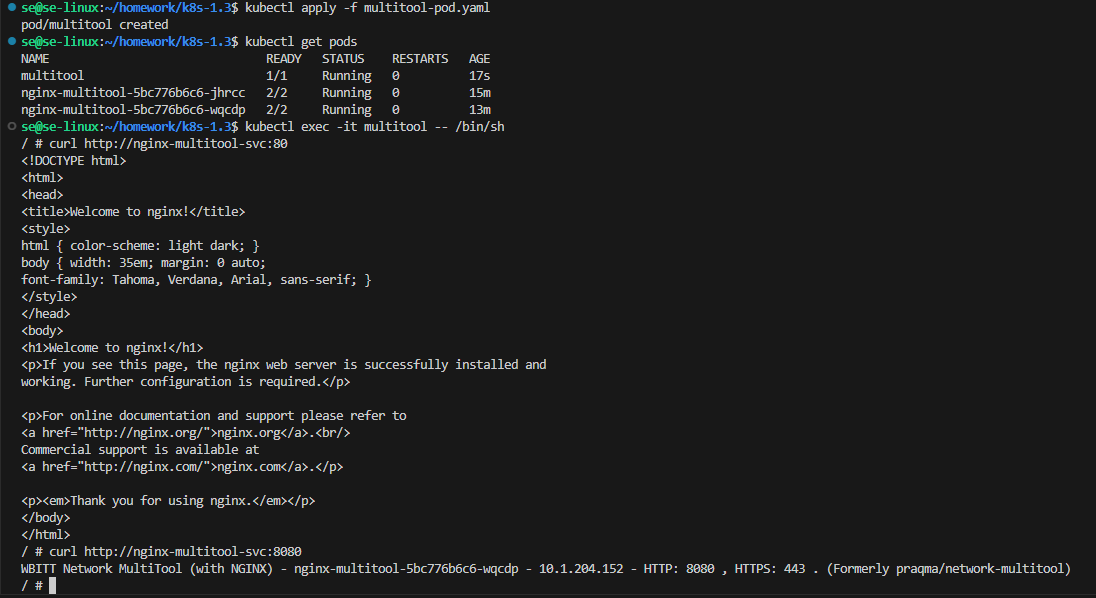 se@se-linux:~/homework/k8s-1.3$ kubectl apply -f multitool-pod.yaml
pod/multitool created
se@se-linux:~/homework/k8s-1.3$ kubectl get pods
NAME READY STATUS RESTARTS AGE
multitool 1/1 Running 0 17s
nginx-multitool-5bc776b6c6-jhrcc 2/2 Running 0 15m
nginx-multitool-5bc776b6c6-wqcdp 2/2 Running 0 13m
se@se-linux:~/homework/k8s-1.3$ kubectl exec -it multitool -- /bin/sh
/ # curl http://nginx-multitool-svc:80
<!DOCTYPE html>
<html>
<head>
<title>Welcome to nginx!</title>
<style>
html { color-scheme: light dark; }
body { width: 35em; margin: 0 auto;
font-family: Tahoma, Verdana, Arial, sans-serif; }
</style>
</head>
<body>
<h1>Welcome to nginx!</h1>
<p>If you see this page, the nginx web server is successfully installed and
working. Further configuration is required.</p>

<p>For online documentation and support please refer to
<a href="http://nginx.org/">nginx.org</a>.<br/>
Commercial support is available at
<a href="http://nginx.com/">nginx.com</a>.</p>

<p><em>Thank you for using nginx.</em></p>
</body>
</html>
/ # curl http://nginx-multitool-svc:8080
WBITT Network MultiTool (with NGINX) - nginx-multitool-5bc776b6c6-wqcdp - 10.1.204.152 - HTTP: 8080 , HTTPS: 443 . (Formerly praqma/network-multitool)
/ #